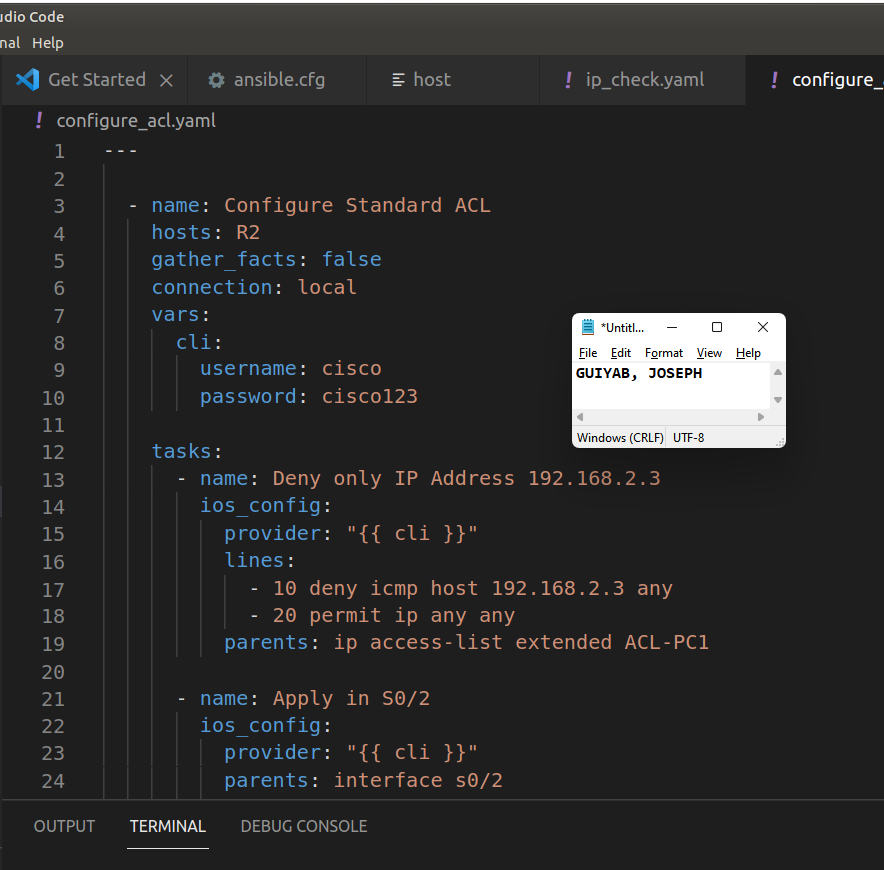 udio Code
nal Help
Get Started ansible.cfg host ! ip_check.yaml ! configure_
! configure_acl.yaml
1 ---
2
3 - name: Configure Standard ACL
4 hosts: R2
5 gather_facts: false
6 connection: local
7 vars:
8 cli:
9 username: cisco
10 password: cisco123
11
12 tasks:
13 - name: Deny only IP Address 192.168.2.3
14 ios_config:
15 provider: "{{ cli }}"
16 lines:
17 - 10 deny icmp host 192.168.2.3 any
18 - 20 permit ip any any
19 parents: ip access-list extended ACL-PC1
20
21 - name: Apply in S0/2
22 ios_config:
23 provider: "{{ cli }}"
24 parents: interface s0/2
*Untitl...
File Edit Format View Help
GUIYAB, JOSEPH
Windows (CRLF) UTF-8
OUTPUT TERMINAL DEBUG CONSOLE